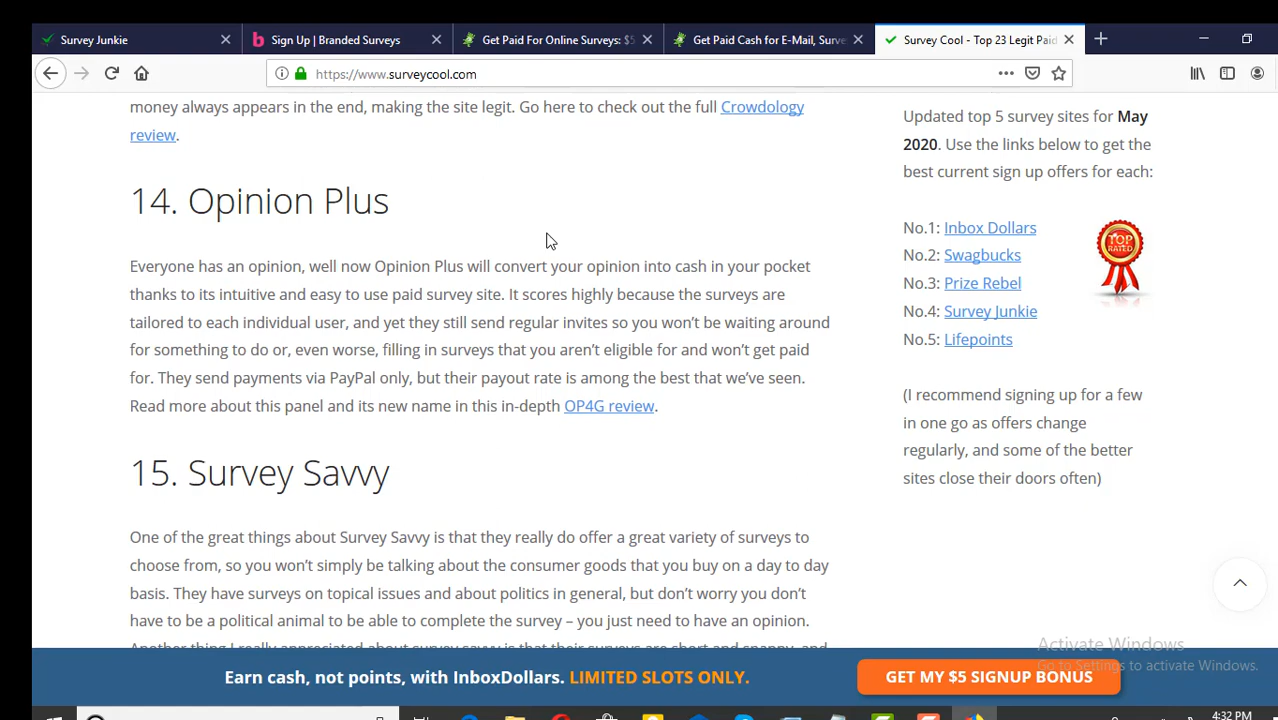 Survey Junkie
Sign Up | Branded Surveys
Get Paid For Online Surveys: $5
Get Paid Cash for E-Mail, Surve
Survey Cool - Top 23 Legit Paid
https://www.surveycool.com
money always appears in the end, making the site legit. Go here to check out the full Crowdology
review.
14. Opinion Plus
Everyone has an opinion, well now Opinion Plus will convert your opinion into cash in your pocket
thanks to its intuitive and easy to use paid survey site. It scores highly because the surveys are
tailored to each individual user, and yet they still send regular invites so you won’t be waiting around
for something to do or, even worse, filling in surveys that you aren’t eligible for and won’t get paid
for. They send payments via PayPal only, but their payout rate is among the best that we’ve seen.
Read more about this panel and its new name in this in-depth OP4G review.
15. Survey Savvy
One of the great things about Survey Savvy is that they really do offer a great variety of surveys to
choose from, so you won’t simply be talking about the consumer goods that you buy on a day to day
basis. They have surveys on topical issues and about politics in general, but don’t worry you don’t
have to be a political animal to be able to complete the survey – you just need to have an opinion.
Another thing I really appreciated about survey savvy is that their surveys are short and snappy, and
Updated top 5 survey sites for May
2020. Use the links below to get the
best current sign up offers for each:
No.1: Inbox Dollars
No.2: Swagbucks
No.3: Prize Rebel
No.4: Survey Junkie
No.5: Lifepoints
TOP
RATED
(I recommend signing up for a few
in one go as offers change
regularly, and some of the better
sites close their doors often)
Activate Windows
Go to Settings to activate Windows.
Earn cash, not points, with InboxDollars. LIMITED SLOTS ONLY.
GET MY $5 SIGNUP BONUS
4:32 PM